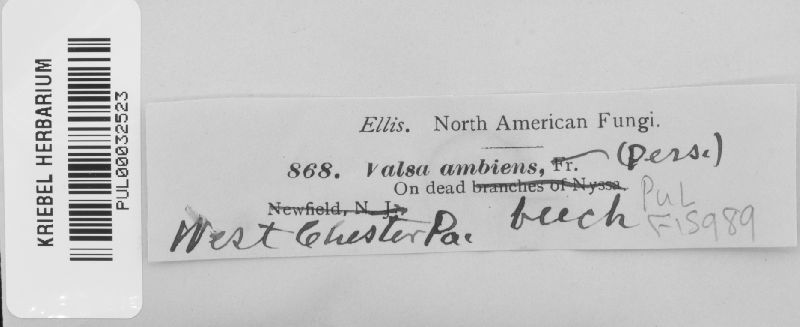 KRIEBEL HERBARIUM
PUL00032523
Ellis. North American Fungi.
868. Valsa ambiens, Fr. (Pers.)
On dead branches of Nyssa.
Newfield, N. J.
beech
West Chester Pa.
PUL
F15989